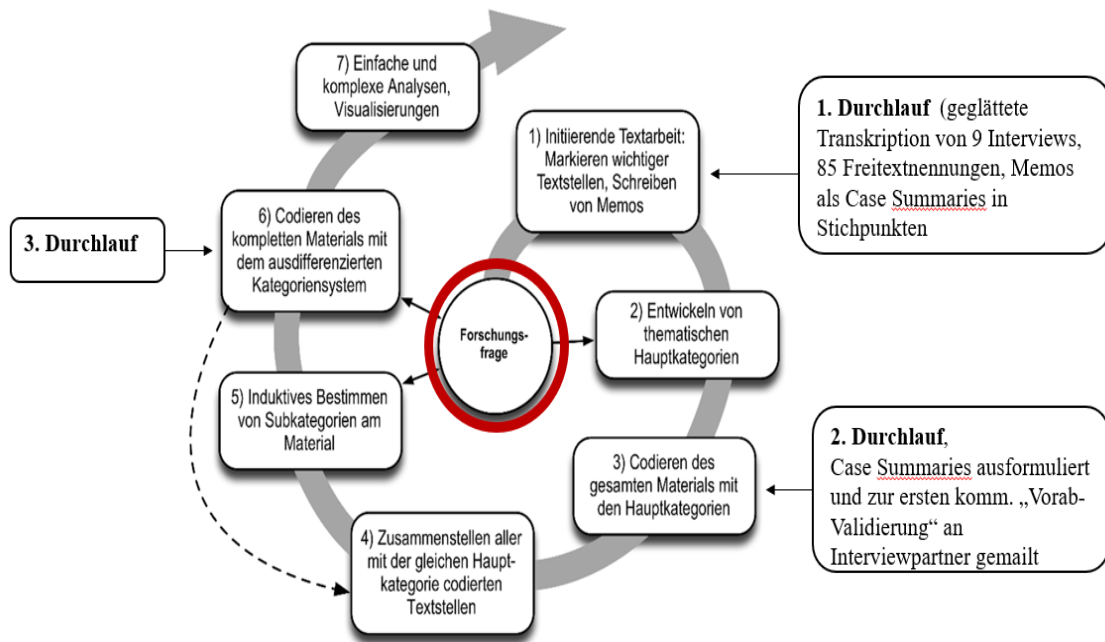 7) Einfache und
komplexe Analysen,
Visualisierungen
1) Initiierende Textarbeit:
Markieren wichtiger
Textstellen, Schreiben
von Memos
1. Durchlauf (geglättete
Transkription von 9 Interviews,
85 Freitextnennungen, Memos
als Case Summaries in
Stichpunkten
3. Durchlauf
6) Codieren des
kompletten Materials mit
dem ausdifferenzierten
Kategoriensystem
Forschungs-
frage
2) Entwickeln von
thematischen
Hauptkategorien
5) Induktives Bestimmen
von Subkategorien am
Material
3) Codieren des
gesamten Materials mit
den Hauptkategorien
2. Durchlauf,
Case Summaries ausformuliert
und zur ersten komm. „Vorab-
Validierung“ an
Interviewpartner gemailt
4) Zusammenstellen aller
mit der gleichen Haupt-
kategorie codierten
Textstellen